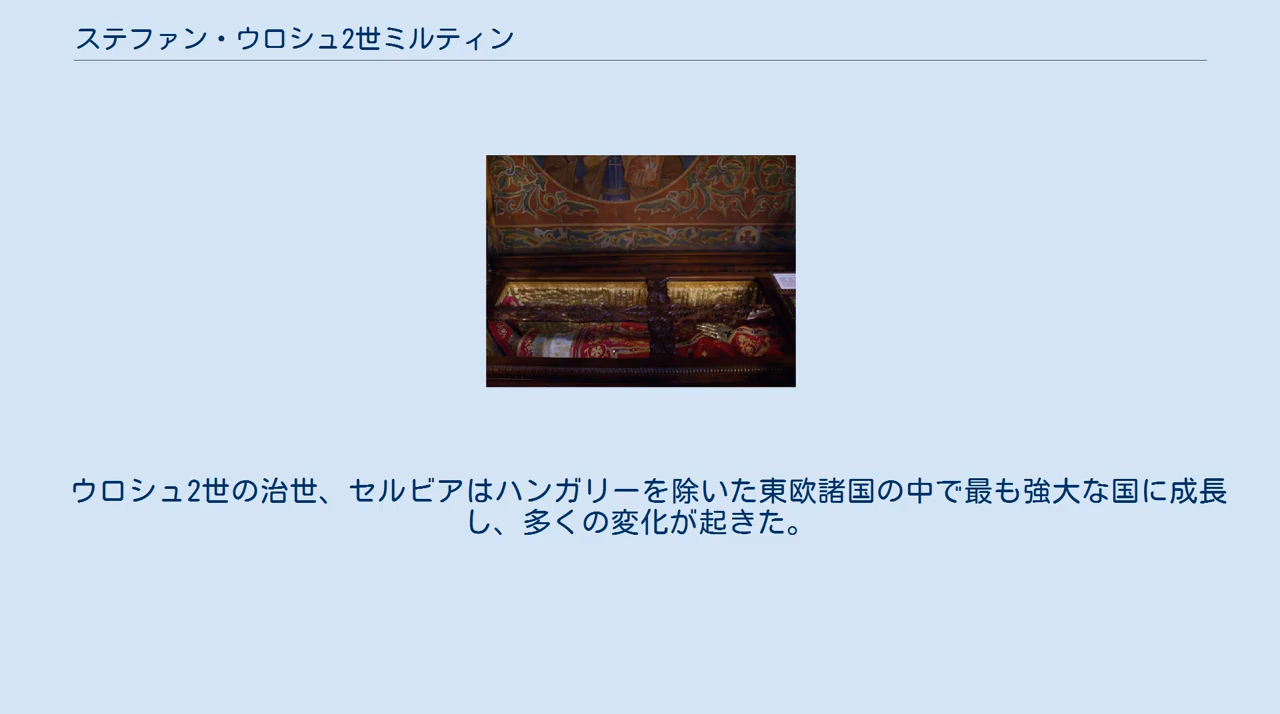 ステファン・ウロシュ2世ミルティン
ウロシュ2世の治世、セルビアはハンガリーを除いた東欧諸国の中で最も強大な国に成長
し、多くの変化が起きた。